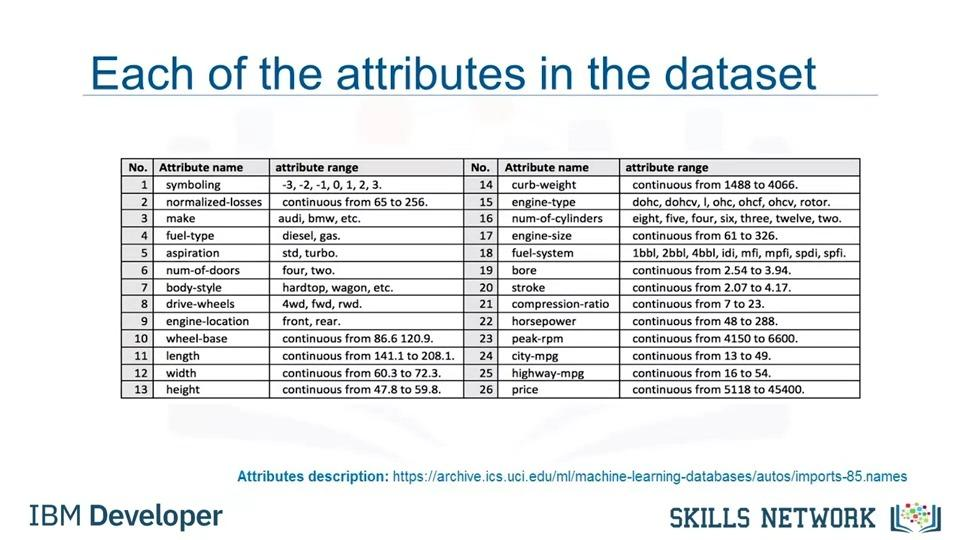 Each of the attributes in the dataset
No. Attribute name attribute range No. Attribute name attribute range
1 symboling -3, -2, -1, 0, 1, 2, 3. 14 curb-weight continuous from 1488 to 4066.
2 normalized-losses continuous from 65 to 256. 15 engine-type dohc, dohcv, l, ohc, ohcf, ohcv, rotor.
3 make audi, bmw, etc. 16 num-of-cylinders eight, five, four, six, three, twelve, two.
4 fuel-type diesel, gas. 17 engine-size continuous from 61 to 326.
5 aspiration std, turbo. 18 fuel-system 1bbl, 2bbl, 4bbl, idi, mfi, mpfi, spdi, spfi.
6 num-of-doors four, two. 19 bore continuous from 2.54 to 3.94.
7 body-style hardtop, wagon, etc. 20 stroke continuous from 2.07 to 4.17.
8 drive-wheels 4wd, fwd, rwd. 21 compression-ratio continuous from 7 to 23.
9 engine-location front, rear. 22 horsepower continuous from 48 to 288.
10 wheel-base continuous from 86.6 120.9. 23 peak-rpm continuous from 4150 to 6600.
11 length continuous from 141.1 to 208.1. 24 city-mpg continuous from 13 to 49.
12 width continuous from 60.3 to 72.3. 25 highway-mpg continuous from 16 to 54.
13 height continuous from 47.8 to 59.8. 26 price continuous from 5118 to 45400.
Attributes description: https://archive.ics.uci.edu/ml/machine-learning-databases/autos/imports-85.names
IBM Developer
SKILLS NETWORK